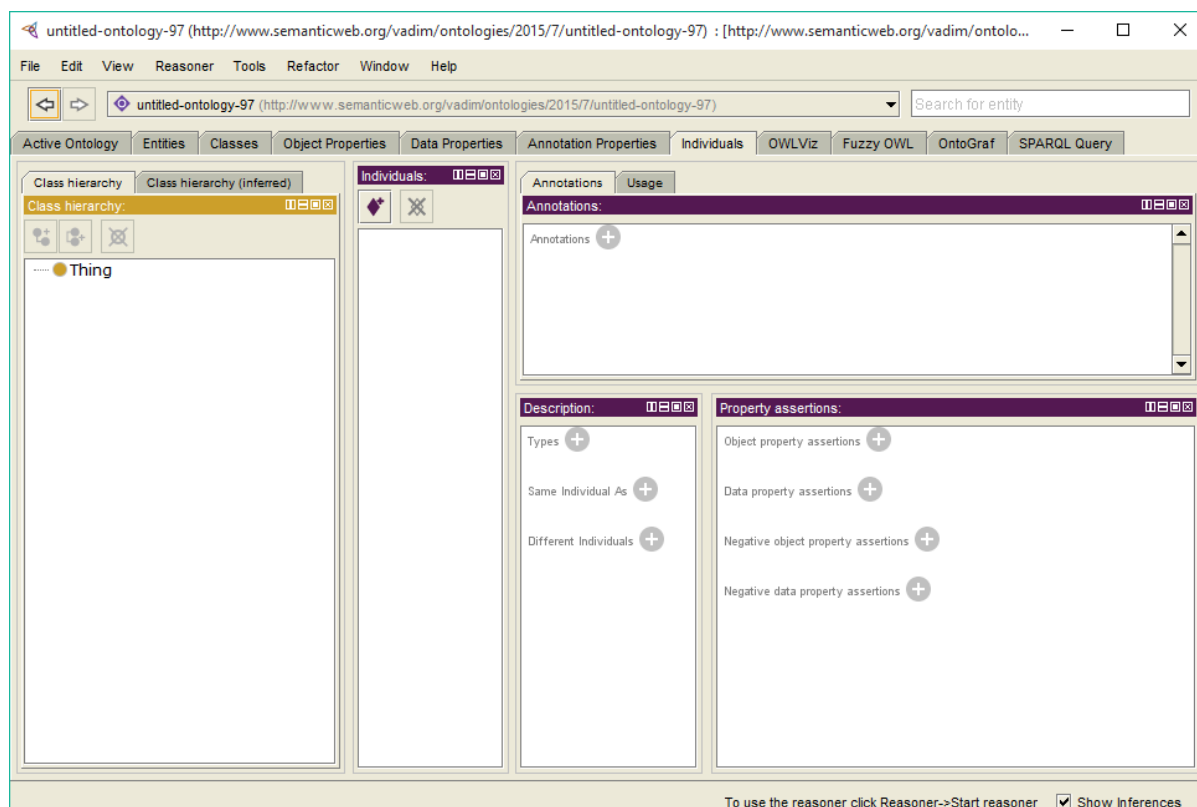 untitled-ontology-97 (http://www.semanticweb.org/vadim/ontologies/2015/7/untitled-ontology-97) : [http://www.semanticweb.org/vadim/ontolo...
File Edit View Reasoner Tools Refactor Window Help
untitled-ontology-97 (http://www.semanticweb.org/vadim/ontologies/2015/7/untitled-ontology-97)
Search for entity
Active Ontology Entities Classes Object Properties Data Properties Annotation Properties Individuals OWLViz Fuzzy OWL OntoGraf SPARQL Query
Class hierarchy Class hierarchy (inferred)
Class hierarchy:
Thing
Individuals:
Annotations Usage
Annotations:
Annotations
Description:
Types
Same Individual As
Different Individuals
Property assertions:
Object property assertions
Data property assertions
Negative object property assertions
Negative data property assertions
To use the reasoner click Reasoner->Start reasoner Show Inferences